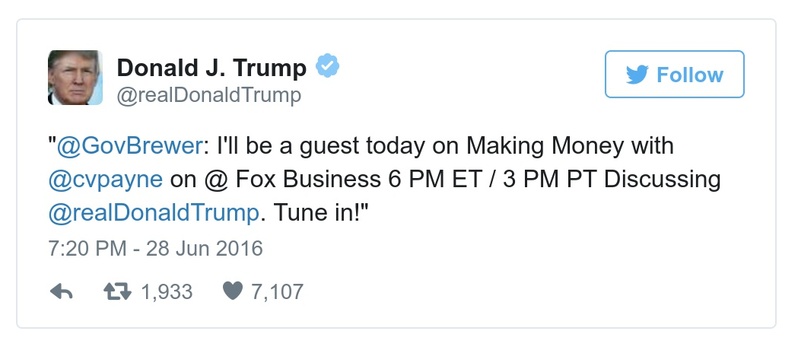 Donald J. Trump
@realDonaldTrump
Follow
"@GovBrewer: I'll be a guest today on Making Money with
@cvpayne on @ Fox Business 6 PM ET / 3 PM PT Discussing
@realDonaldTrump. Tune in!"
7:20 PM - 28 Jun 2016
1,933 7,107